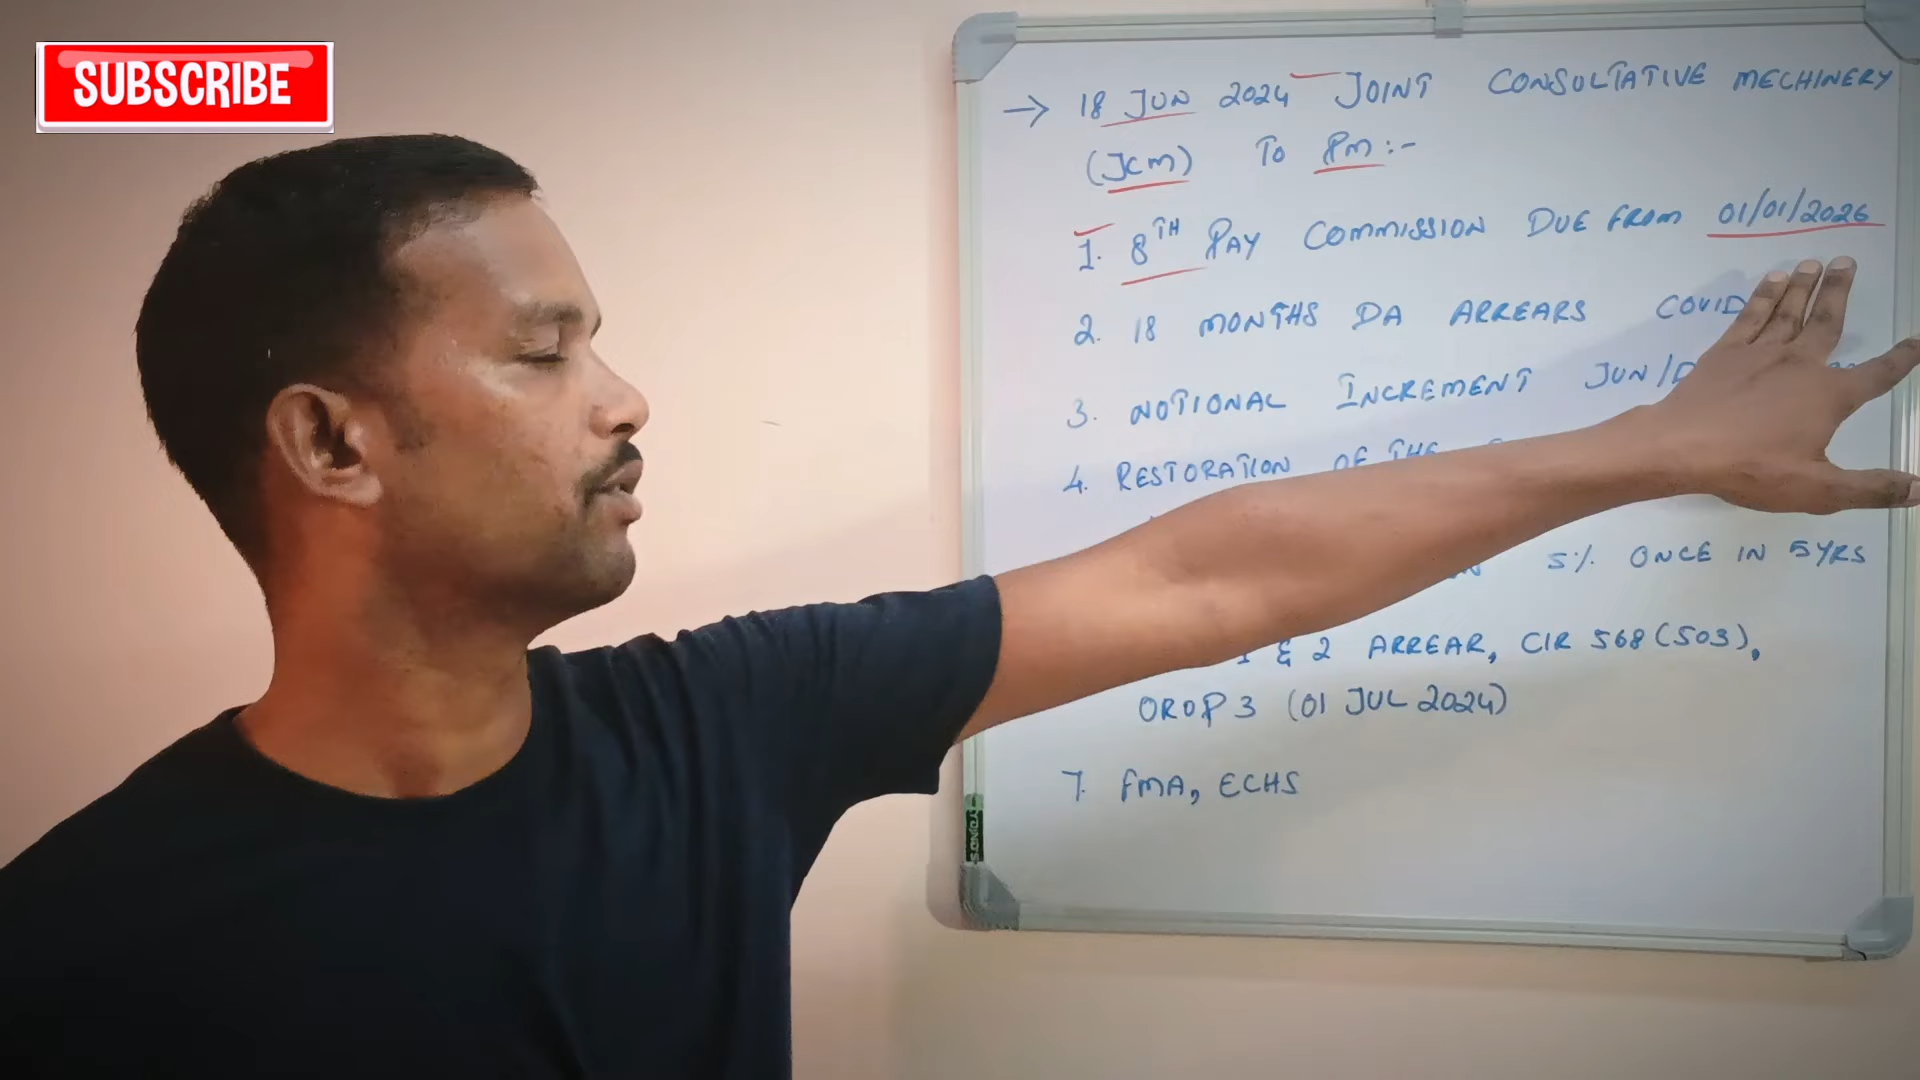 SUBSCRIBE
→ 18 JUN 2024 JOINT CONSULTATIVE MECHINERY
(JCM) TO PM:-
1. 8TH PAY COMMISSION DUE FROM 01/01/2026
2. 18 MONTHS DA ARREARS COVID
3. NOTIONAL INCREMENT JUN/
4. RESTORATION OF THE
5% ONCE IN 5YRS
1 & 2 ARREAR, CIR 568 (503),
OROP 3 (01 JUL 2024)
7. FMA, ECHS